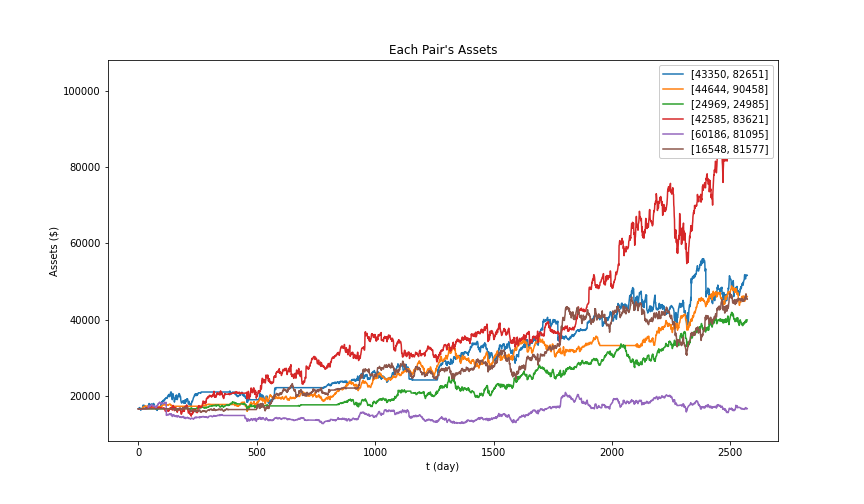 Each Pair's Assets
[43350, 82651]
[44644, 90458]
[24969, 24985]
[42585, 83621]
[60186, 81095]
[16548, 81577]
100000
80000
60000
40000
20000
Assets ($)
0 500 1000 1500 2000 2500
t (day)